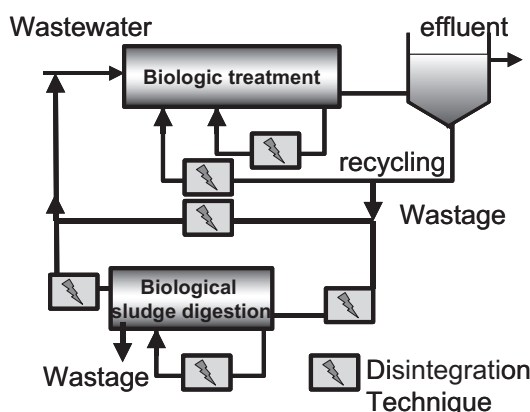 Wastewater
effluent
Biologic treatment
recycling
Wastage
Biological
sludge digestion
Wastage
Disintegration
Technique